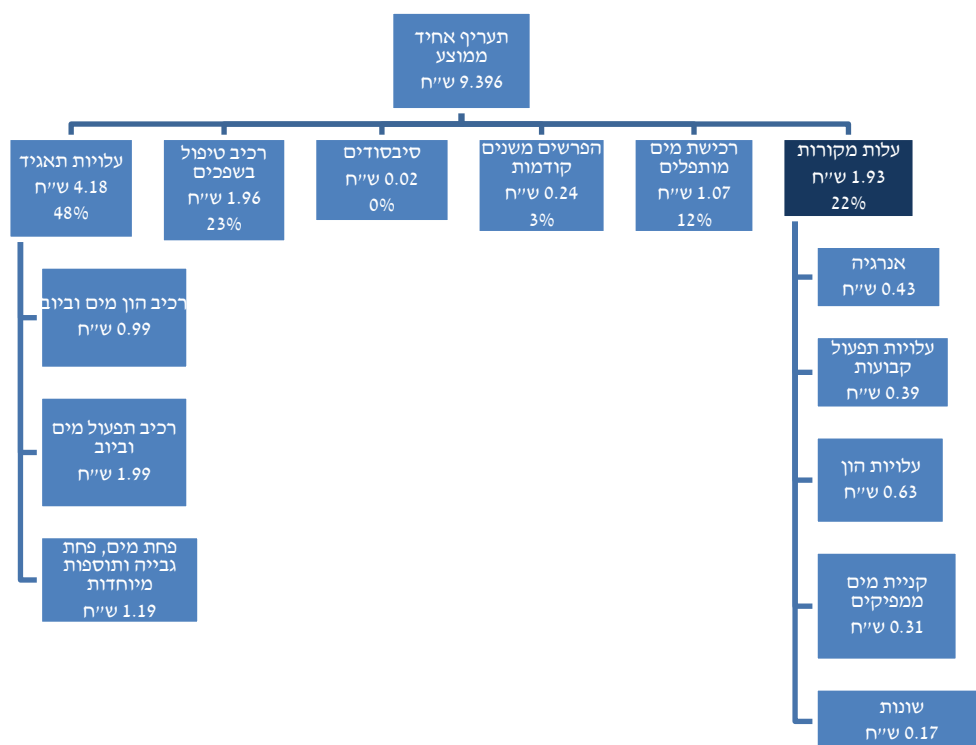 תעריף אחיד
ממוצע
9.396 ש״ח
עלות מקורות
1.93 ש״ח
22%
רכישת מים
מותפלים
1.07 ש״ח
12%
הפרשים משנים
קודמות
0.24 ש״ח
3%
סיבסודים
0.02 ש״ח
0%
רכיב טיפול
בשפכים
1.96 ש״ח
23%
עלויות תאגיד
4.18 ש״ח
48%
אנרגיה
0.43 ש״ח
עלויות תפעול
קבועות
0.39 ש״ח
עלויות הון
0.63 ש״ח
קניית מים
ממפיקים
0.31 ש״ח
שונות
0.17 ש״ח
רכיב הון מים וביוב
0.99 ש״ח
רכיב תפעול מים
וביוב
1.99 ש״ח
פחת מים, פחת
גבייה ותוספות
מיוחדות
1.19 ש״ח